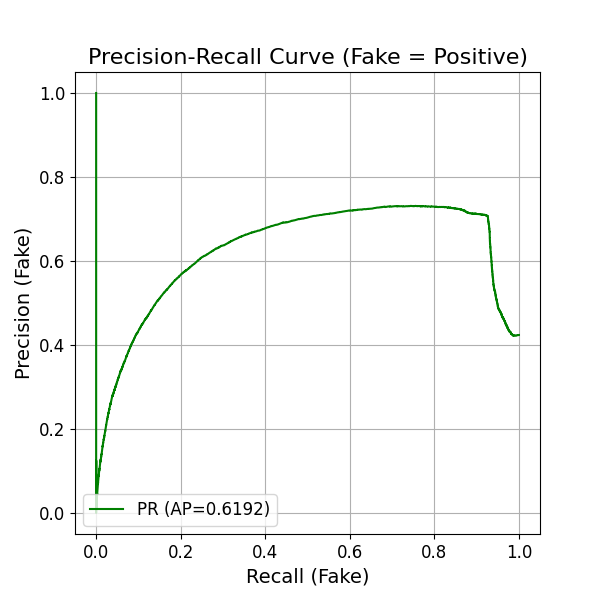 Precision-Recall Curve (Fake = Positive)
1.0
0.8
0.6
0.4
0.2
0.0
Precision (Fake)
PR (AP=0.6192)
0.0 0.2 0.4 0.6 0.8 1.0
Recall (Fake)